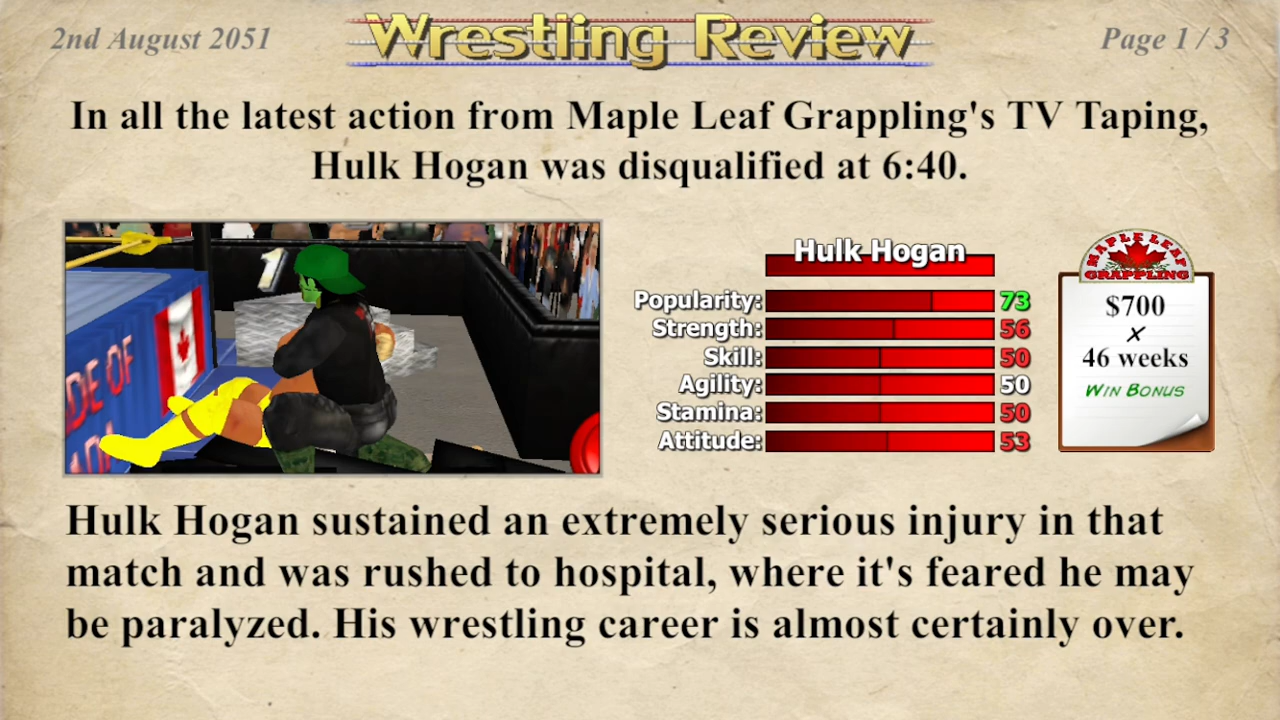 2nd August 2051
Wrestling Review
Page 1 / 3
In all the latest action from Maple Leaf Grappling's TV Taping,
Hulk Hogan was disqualified at 6:40.
1
DE OF
ADA
Hulk Hogan
Popularity: 73
Strength: 56
Skill: 50
Agility: 50
Stamina: 50
Attitude: 53
MAPLE LEAF
GRAPPLING
$700
x
46 weeks
WIN BONUS
Hulk Hogan sustained an extremely serious injury in that
match and was rushed to hospital, where it's feared he may
be paralyzed. His wrestling career is almost certainly over.